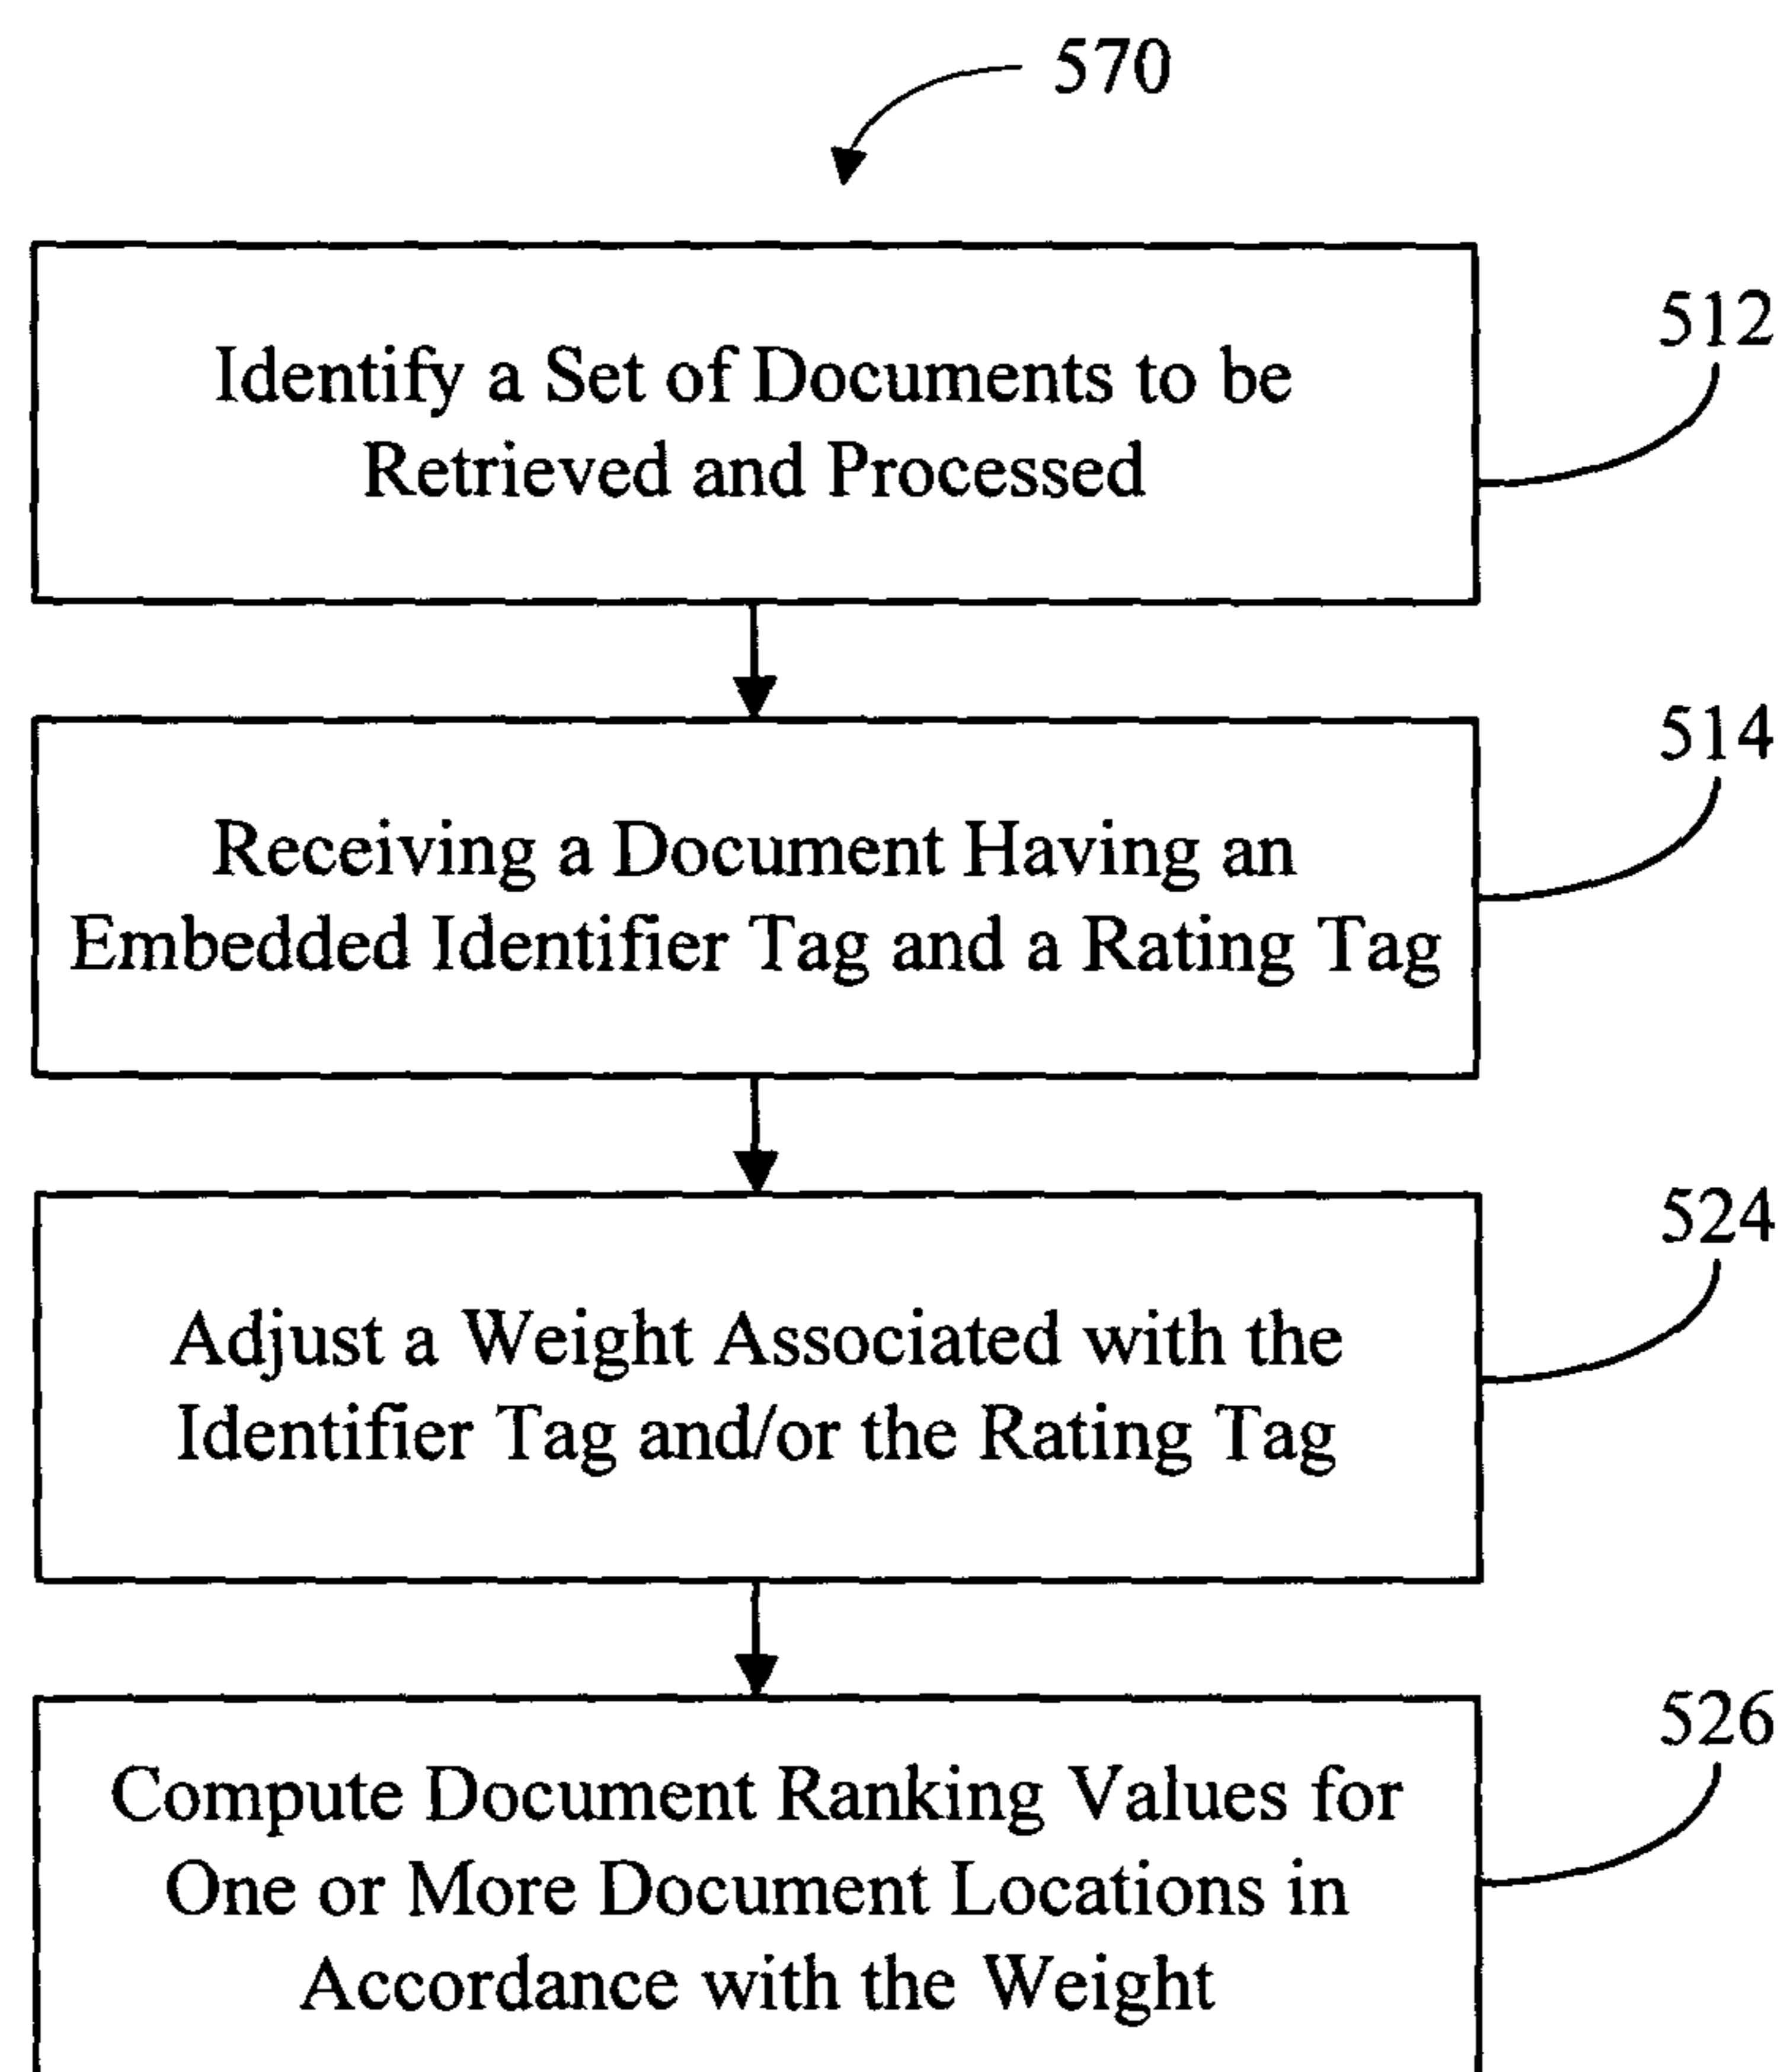 570
Identify a Set of Documents to be
Retrieved and Processed
512
Receiving a Document Having an
Embedded Identifier Tag and a Rating Tag
514
Adjust a Weight Associated with the
Identifier Tag and/or the Rating Tag
524
Compute Document Ranking Values for
One or More Document Locations in
Accordance with the Weight
526